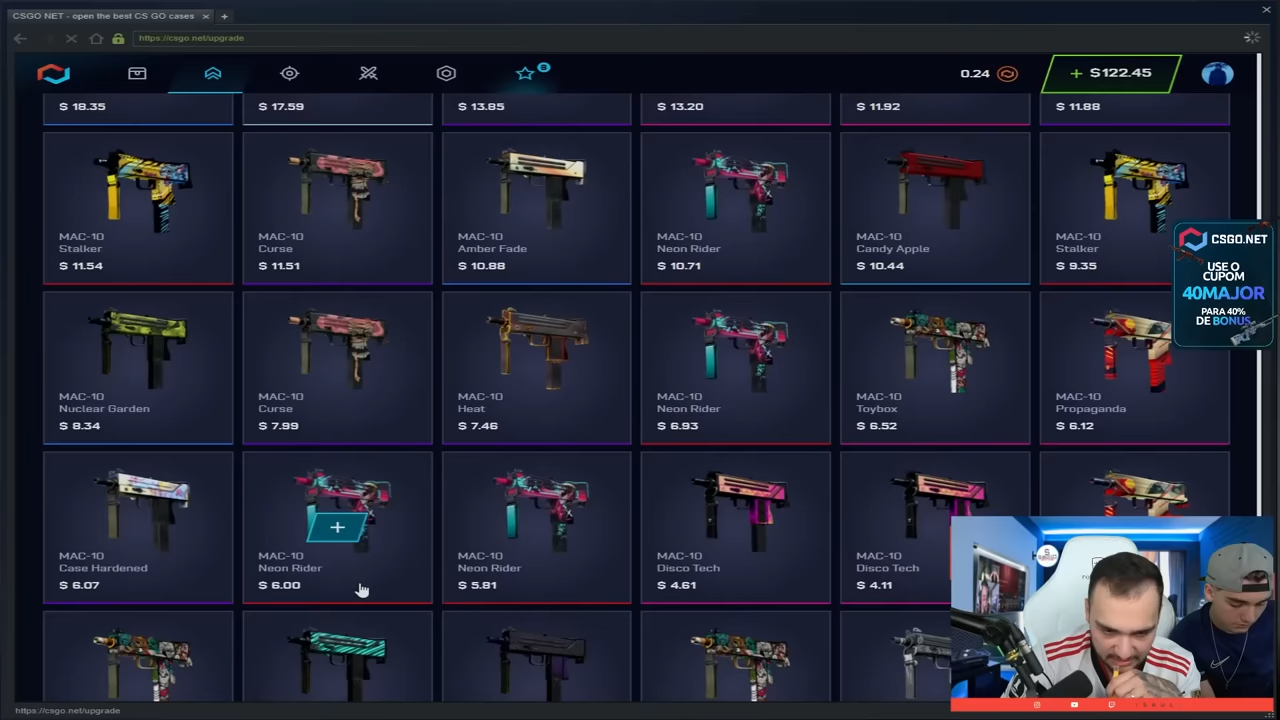 CSGO NET - open the best CS GO cases
https://csgo.net/upgrade
9
0.24
+ $122.45
$ 18.35
$ 17.59
$ 13.85
$ 13.20
$ 11.92
$ 11.88
MAC-10
Stalker
$ 11.54
MAC-10
Curse
$ 11.51
MAC-10
Amber Fade
$ 10.88
MAC-10
Neon Rider
$ 10.71
MAC-10
Candy Apple
$ 10.44
MAC-10
Stalker
$ 9.35
CSGO.NET
USE O
CUPOM
40MAJOR
PARA 40%
DE BONUS
MAC-10
Nuclear Garden
$ 8.34
MAC-10
Curse
$ 7.99
MAC-10
Heat
$ 7.46
MAC-10
Neon Rider
$ 6.93
MAC-10
Toybox
$ 6.52
MAC-10
Propaganda
$ 6.12
MAC-10
Case Hardened
$ 6.07
MAC-10
Neon Rider
$ 6.00
MAC-10
Neon Rider
$ 5.81
MAC-10
Disco Tech
$ 4.61
MAC-10
Disco Tech
$ 4.11
https://csgo.net/upgrade